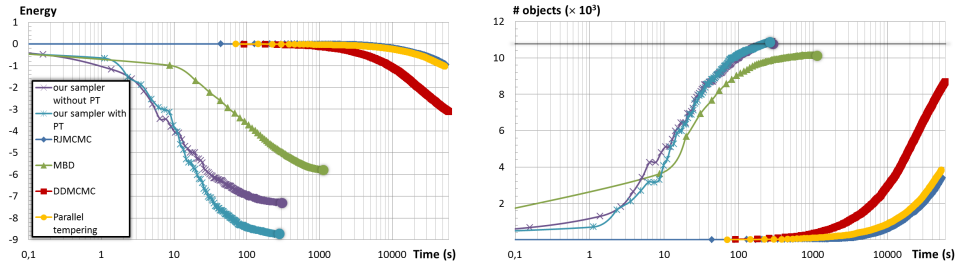 Energy
1
0
-1
-2
-3
-4
-5
-6
-7
-8
-9
0,1
1
10
100
1000
10000
Time (s)
our sampler
without PT
our sampler with
PT
RJMCMC
MBD
DDMCMC
Parallel
tempering
# objects (× 10³)
12
10
8
6
4
2
0,1
1
10
100
1000
10000
Time (s)